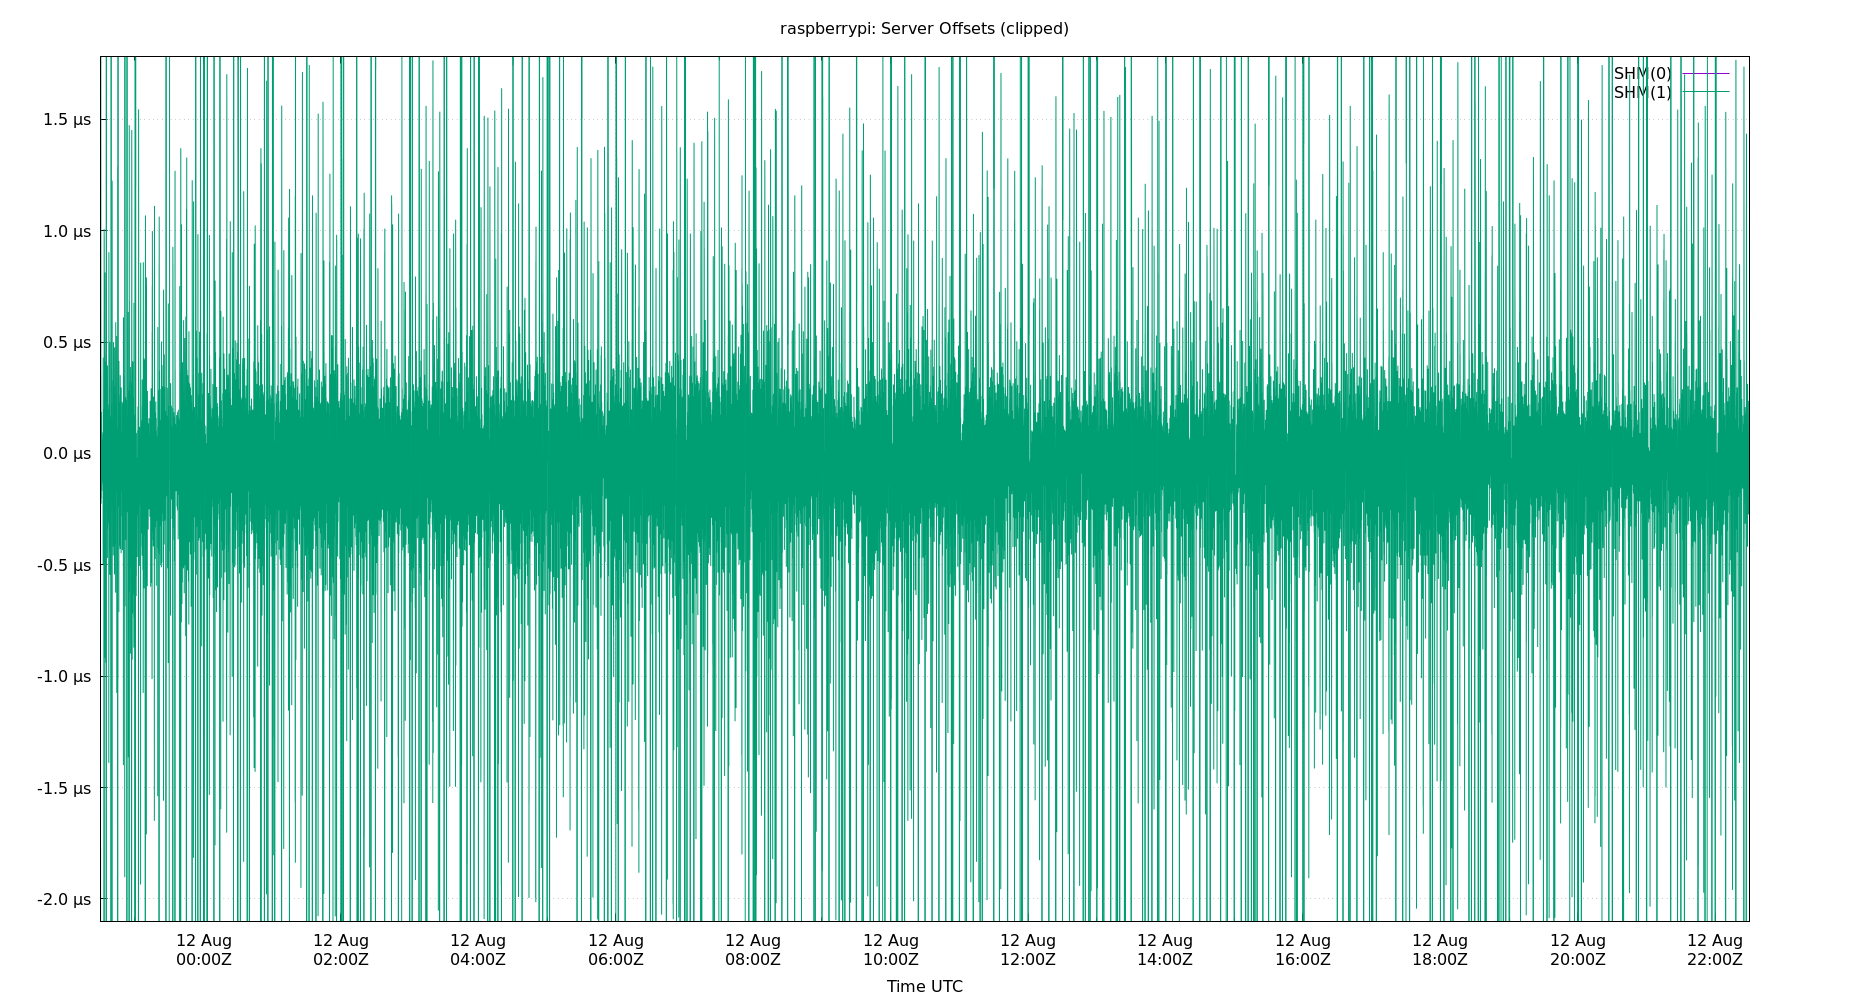 raspberrypi: Server Offsets (clipped)
SHM(0)
SHM(1)
1.5 µs
1.0 µs
0.5 µs
0.0 µs
-0.5 µs
-1.0 µs
-1.5 µs
-2.0 µs
12 Aug 12 Aug 12 Aug 12 Aug 12 Aug 12 Aug 12 Aug 12 Aug 12 Aug 12 Aug 12 Aug 12 Aug
00:00Z 02:00Z 04:00Z 06:00Z 08:00Z 10:00Z 12:00Z 14:00Z 16:00Z 18:00Z 20:00Z 22:00Z
Time UTC